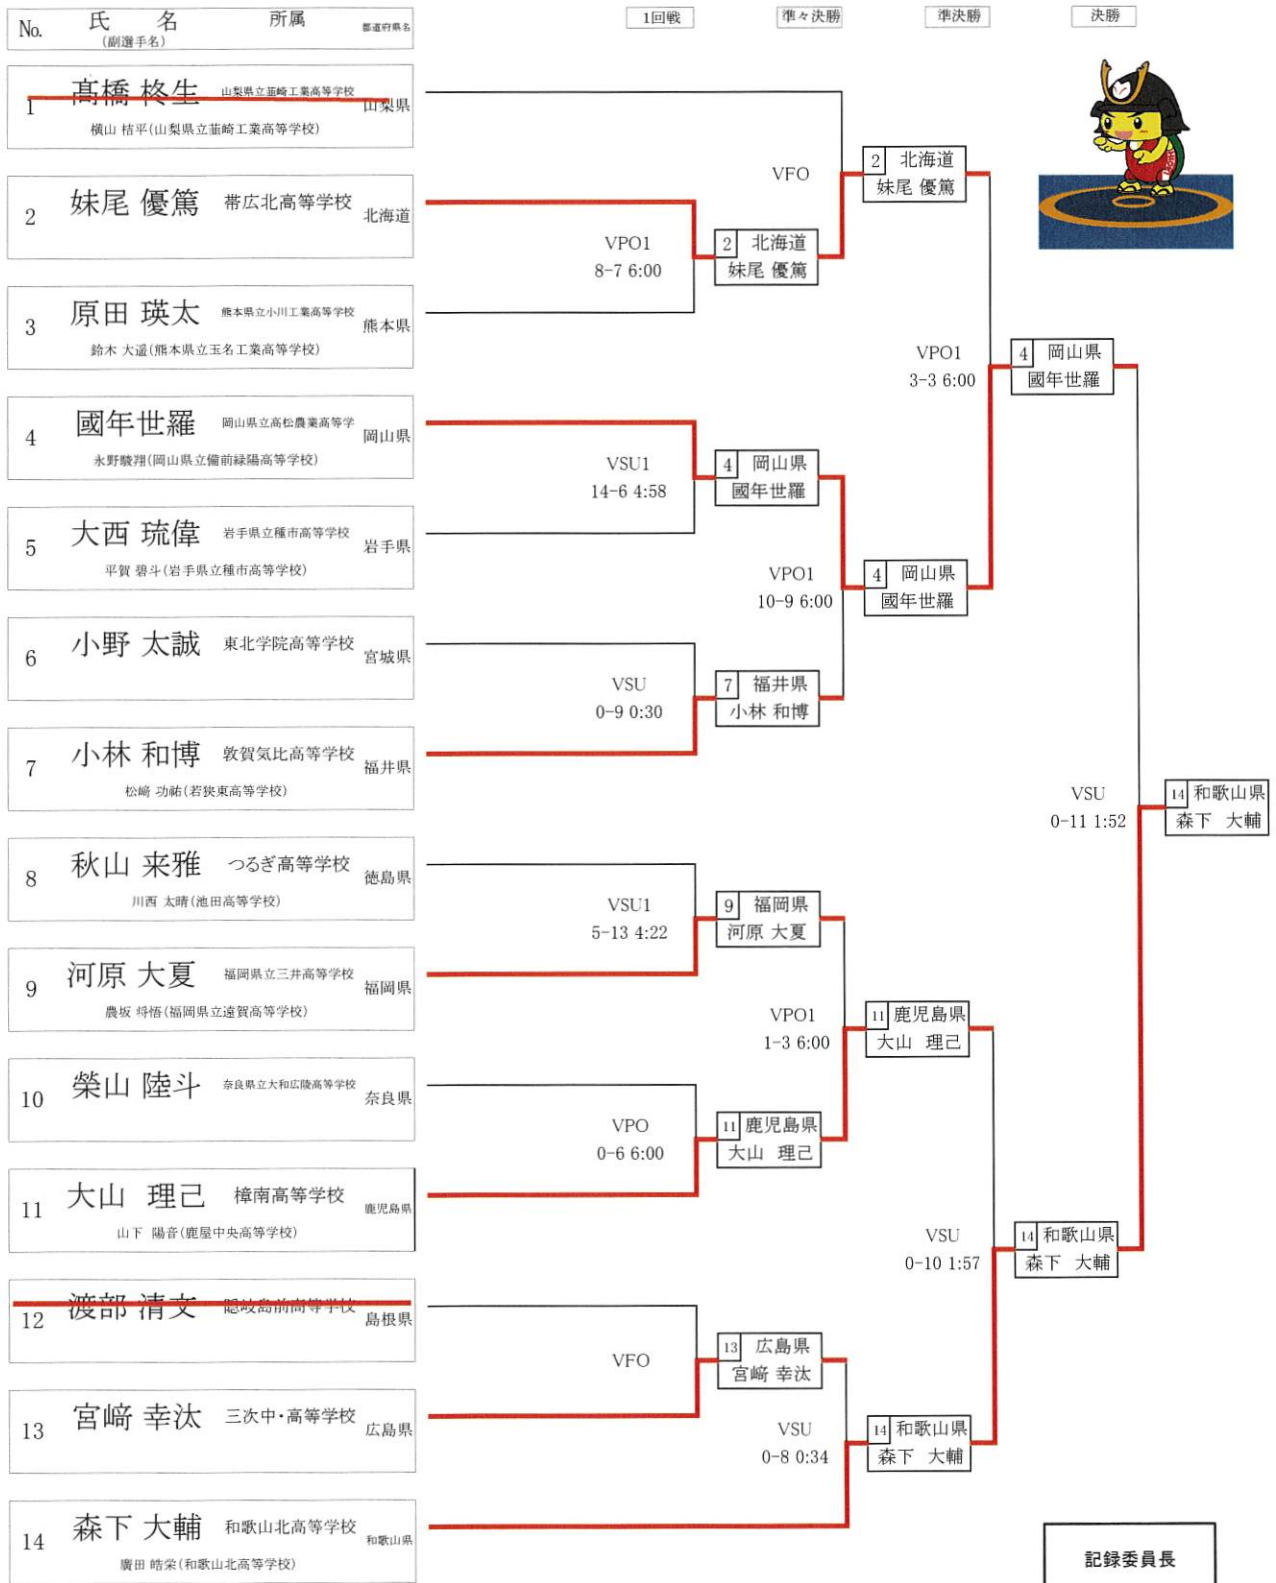 No. 氏 名 所属 都道府県名
(副選手名)
1回戦 準々決勝 準決勝 決勝
1 髙橋 柊生 山梨県立韮崎工業高等学校 山梨県
横山 桔平(山梨県立韮崎工業高等学校)
2 妹尾 優篤 帯広北高等学校 北海道
3 原田 瑛太 熊本県立小川工業高等学校 熊本県
鈴木 大遥(熊本県立玉名工業高等学校)
4 國年世羅 岡山県立高松農業高等学 岡山県
永野駿翔(岡山県立備前緑陽高等学校)
5 大西 琉偉 岩手県立種市高等学校 岩手県
平賀 碧斗(岩手県立種市高等学校)
6 小野 太誠 東北学院高等学校 宮城県
7 小林 和博 敦賀気比高等学校 福井県
松﨑 功祐(若狭東高等学校)
8 秋山 来雅 つるぎ高等学校 徳島県
川西 太晴(池田高等学校)
9 河原 大夏 福岡県立三井高等学校 福岡県
農坂 将悟(福岡県立遠賀高等学校)
10 榮山 陸斗 奈良県立大和広陵高等学校 奈良県
11 大山 理己 樟南高等学校 鹿児島県
山下 陽音(鹿屋中央高等学校)
12 渡部 清文 隠岐島前高等学校 島根県
13 宮﨑 幸汰 三次中・高等学校 広島県
14 森下 大輔 和歌山北高等学校 和歌山県
廣田 皓栄(和歌山北高等学校)
VPO1
8-7 6:00
2 北海道
妹尾 優篤
VSU1
14-6 4:58
4 岡山県
國年世羅
VSU
0-9 0:30
7 福井県
小林 和博
VSU1
5-13 4:22
9 福岡県
河原 大夏
VPO
0-6 6:00
11 鹿児島県
大山 理己
VFO
13 広島県
宮﨑 幸汰
VFO
2 北海道
妹尾 優篤
VPO1
10-9 6:00
4 岡山県
國年世羅
VPO1
1-3 6:00
11 鹿児島県
大山 理己
VSU
0-8 0:34
14 和歌山県
森下 大輔
VPO1
3-3 6:00
4 岡山県
國年世羅
VSU
0-10 1:57
14 和歌山県
森下 大輔
VSU
0-11 1:52
14 和歌山県
森下 大輔
記録委員長